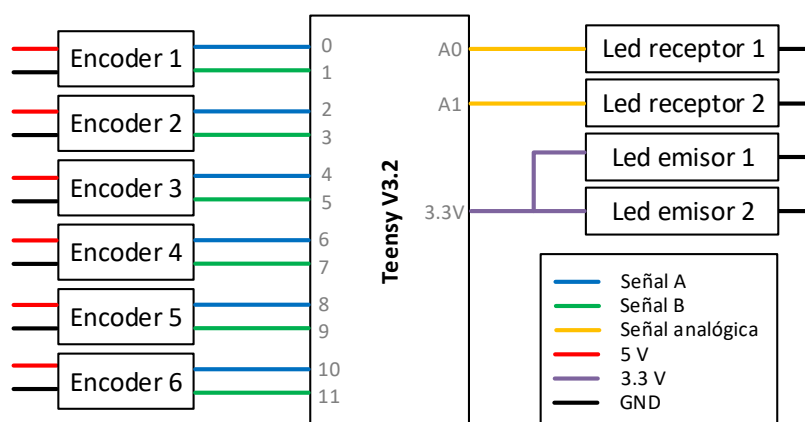 Encoder 1
Encoder 2
Encoder 3
Encoder 4
Encoder 5
Encoder 6
0
1
2
3
4
5
6
7
8
9
10
11
Teensy V3.2
A0
A1
3.3V
Led receptor 1
Led receptor 2
Led emisor 1
Led emisor 2
Señal A
Señal B
Señal analógica
5 V
3.3 V
GND